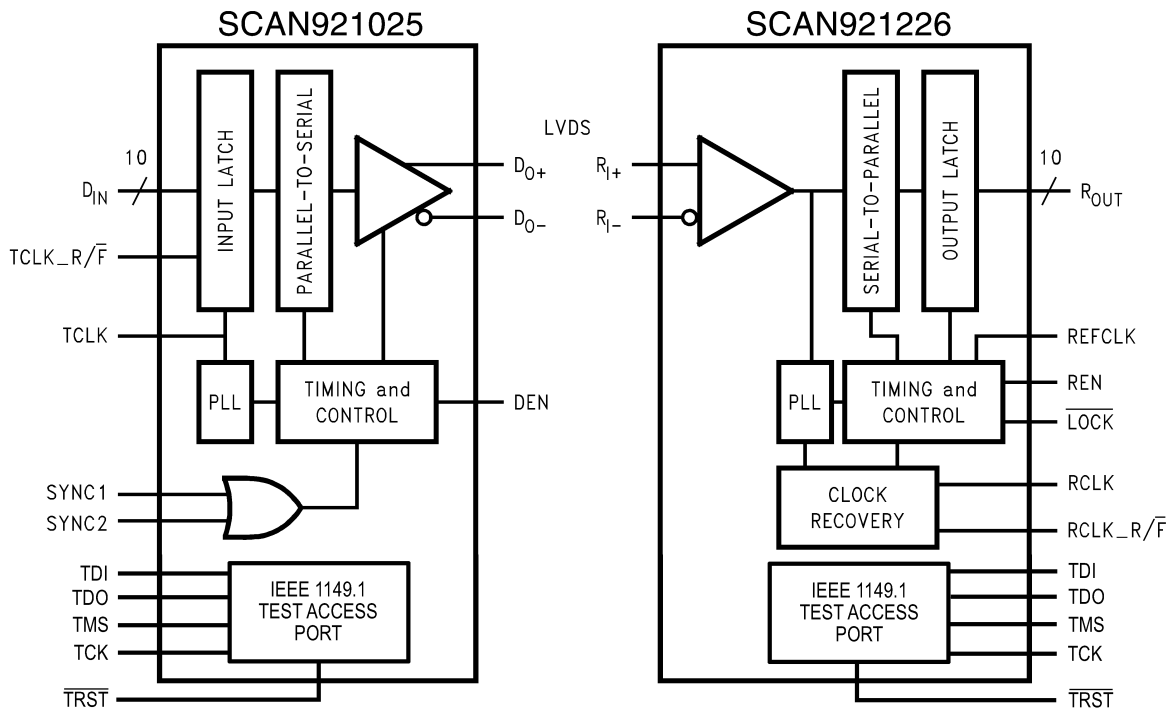 SCAN921025
SCAN921226
10
D_IN
INPUT LATCH
PARALLEL-TO-SERIAL
TCLK_R/F̅
TCLK
PLL
TIMING and
CONTROL
DEN
SYNC1
SYNC2
TDI
TDO
TMS
TCK
T̅R̅S̅T̅
IEEE 1149.1
TEST ACCESS
PORT
LVDS
D_O+
D_O-
R_I+
R_I-
SERIAL-TO-PARALLEL
OUTPUT LATCH
10
R_OUT
PLL
TIMING and
CONTROL
REFCLK
REN
L̅O̅C̅K̅
CLOCK
RECOVERY
RCLK
RCLK_R/F̅
IEEE 1149.1
TEST ACCESS
PORT
TDI
TDO
TMS
TCK
T̅R̅S̅T̅